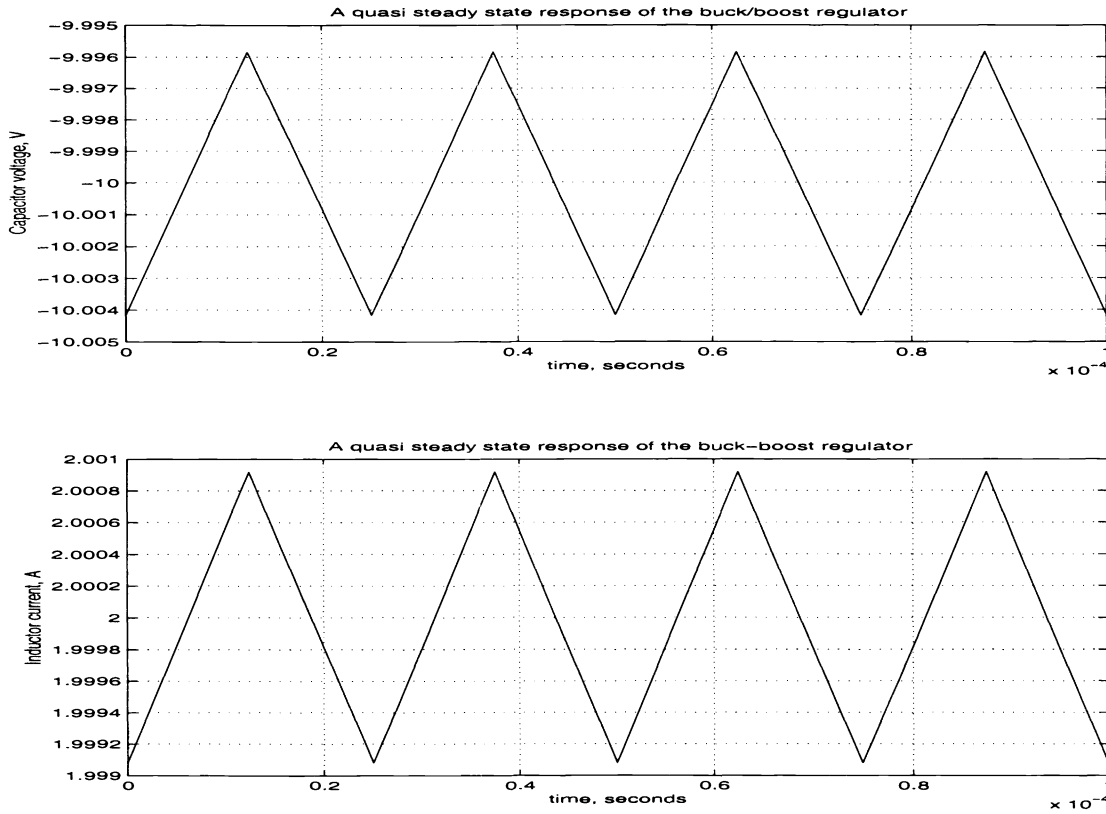 A quasi steady state response of the buck/boost regulator
Capacitor voltage, V
−9.995
−9.996
−9.997
−9.998
−9.999
−10
−10.001
−10.002
−10.003
−10.004
−10.005
0 0.2 0.4 0.6 0.8 1
time, seconds
x 10⁻⁴
A quasi steady state response of the buck−boost regulator
Inductor current, A
2.001
2.0008
2.0006
2.0004
2.0002
2
1.9998
1.9996
1.9994
1.9992
1.999
0 0.2 0.4 0.6 0.8 1
time, seconds
x 10⁻⁴